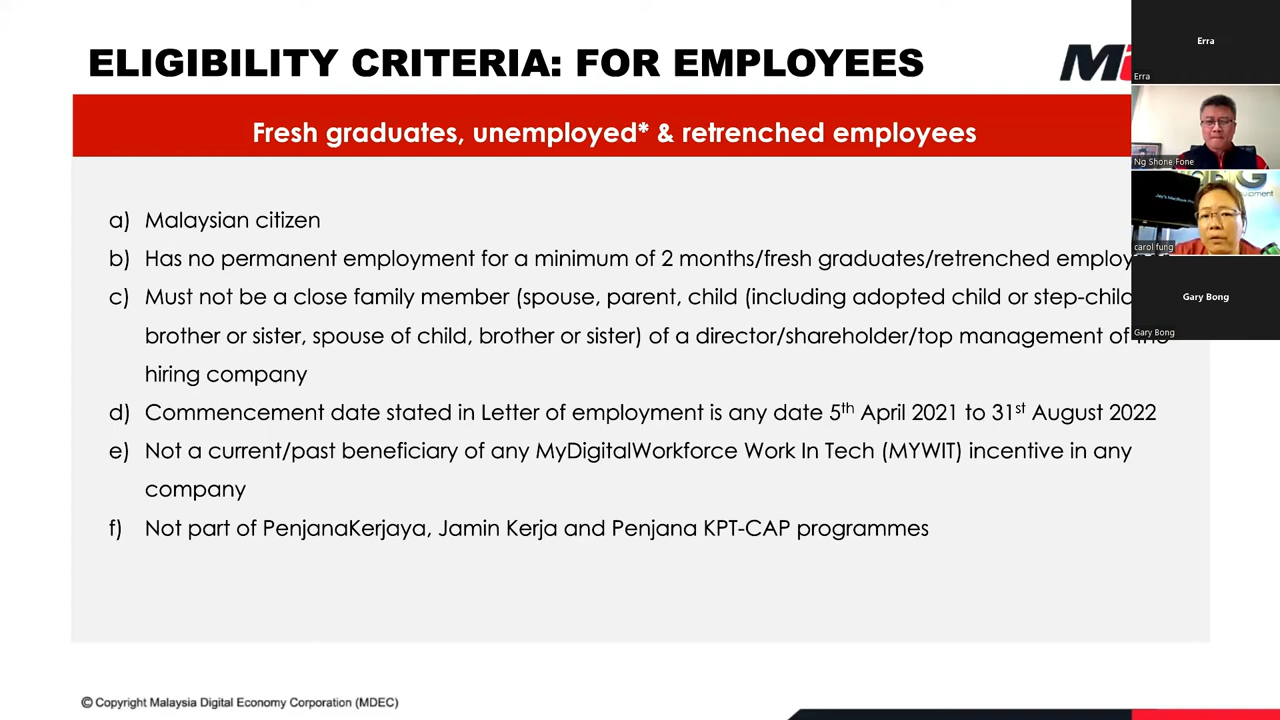 ELIGIBILITY CRITERIA: FOR EMPLOYEES
Fresh graduates, unemployed* & retrenched employees
a) Malaysian citizen
b) Has no permanent employment for a minimum of 2 months/fresh graduates/retrenched
c) Must not be a close family member (spouse, parent, child (including adopted child or step-child
brother or sister, spouse of child, brother or sister) of a director/shareholder/top management of the
hiring company
d) Commencement date stated in Letter of employment is any date 5th April 2021 to 31st August 2022
e) Not a current/past beneficiary of any MyDigitalWorkforce Work In Tech (MYWIT) incentive in any
company
f) Not part of PenjanaKerjaya, Jamin Kerja and Penjana KPT-CAP programmes
© Copyright Malaysia Digital Economy Corporation (MDEC)
Erra
Erra
Ng Shone Fone
carol fung
Gary Bong
Gary Bong